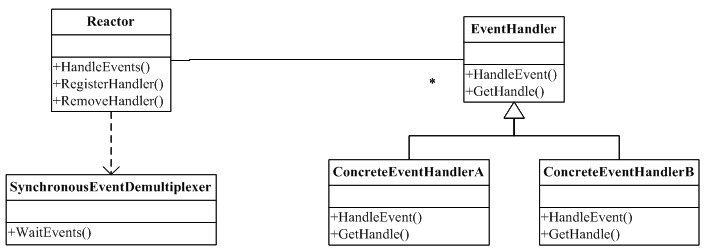 Reactor
+HandleEvents()
+RegisterHandler()
+RemoveHandler()
EventHandler
+HandleEvent()
+GetHandle()
*
SynchronousEventDemultiplexer
+WaitEvents()
ConcreteEventHandlerA
+HandleEvent()
+GetHandle()
ConcreteEventHandlerB
+HandleEvent()
+GetHandle()